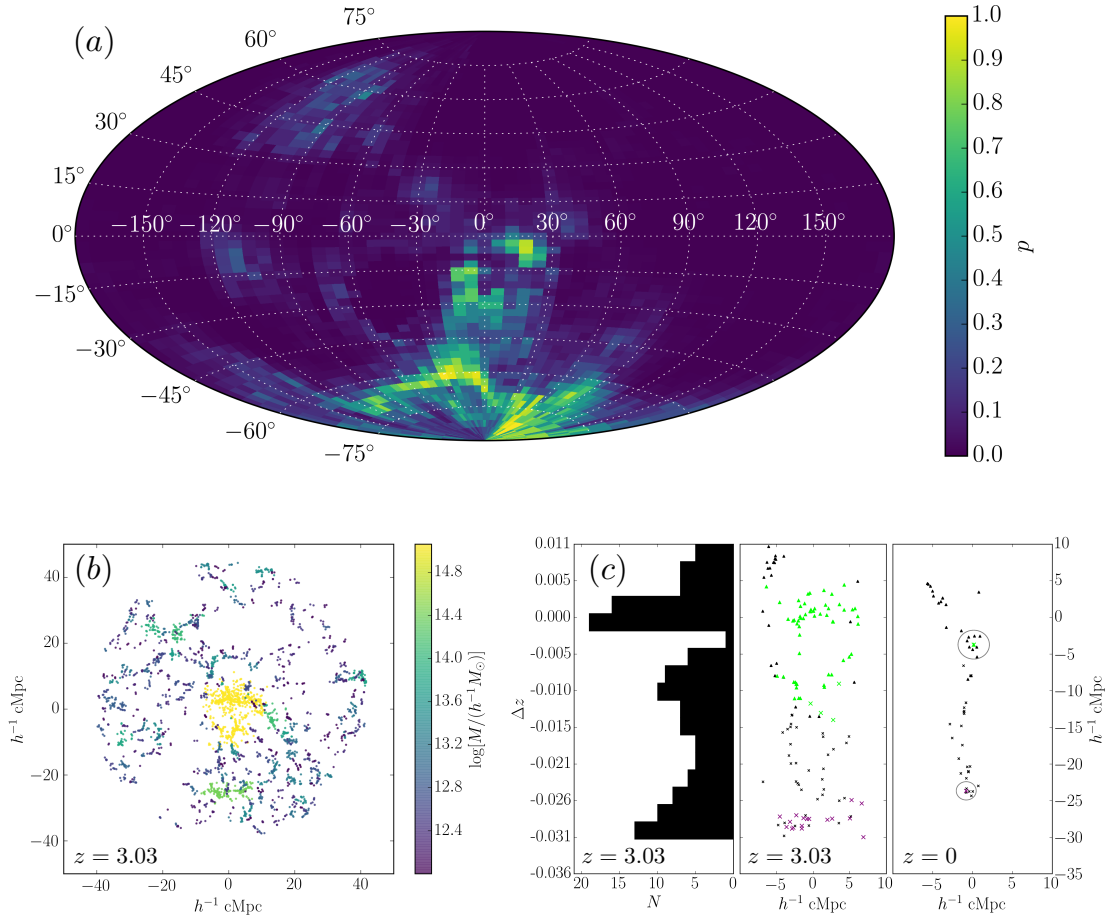 (a)
75°
60°
45°
30°
15°
0°
−15°
−30°
−45°
−60°
−75°
−150° −120° −90° −60° −30° 0° 30° 60° 90° 120° 150°
1.0
0.9
0.8
0.7
0.6
0.5
0.4
0.3
0.2
0.1
0.0
p
(b)
40
20
0
−20
−40
h⁻¹ cMpc
z = 3.03
−40 −20 0 20 40
h⁻¹ cMpc
14.8
14.4
14.0
13.6
13.2
12.8
12.4
log[M/(h⁻¹M⊙)]
(c)
0.011
0.005
0.000
−0.005
−0.010
−0.015
−0.021
−0.026
−0.031
−0.036
Δz
z = 3.03
20 15 10 5 0
N
z = 3.03
−5 0 5 10
h⁻¹ cMpc
z = 0
−5 0 5 10
h⁻¹ cMpc
10
5
0
−5
−10
−15
−20
−25
−30
−35
h⁻¹ cMpc